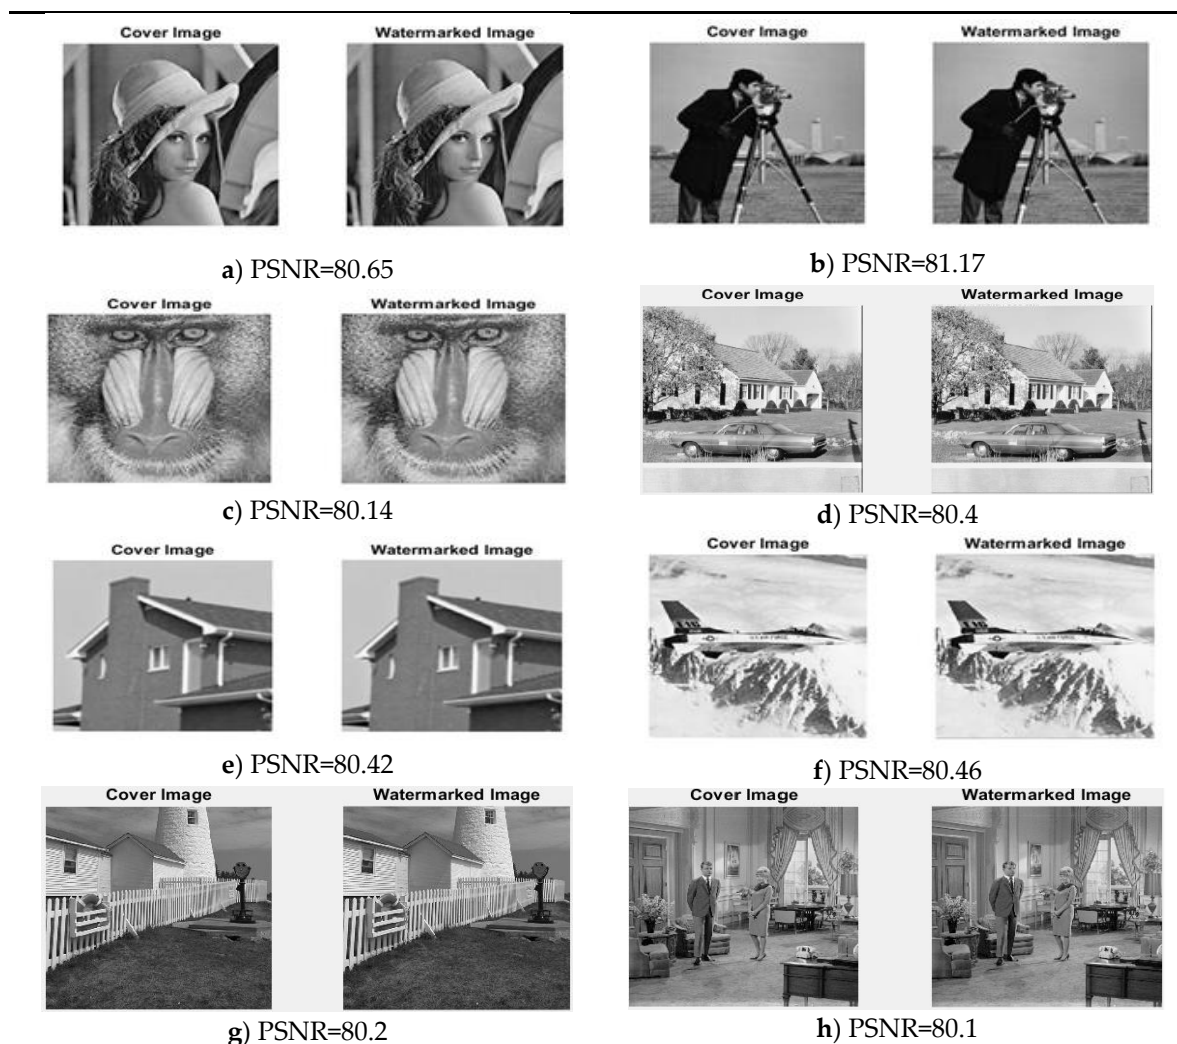 Cover Image Watermarked Image
Cover Image Watermarked Image
a) PSNR=80.65
b) PSNR=81.17
Cover Image Watermarked Image
Cover Image Watermarked Image
c) PSNR=80.14
d) PSNR=80.4
Cover Image Watermarked Image
Cover Image Watermarked Image
e) PSNR=80.42
f) PSNR=80.46
Cover Image Watermarked Image
Cover Image Watermarked Image
g) PSNR=80.2
h) PSNR=80.1